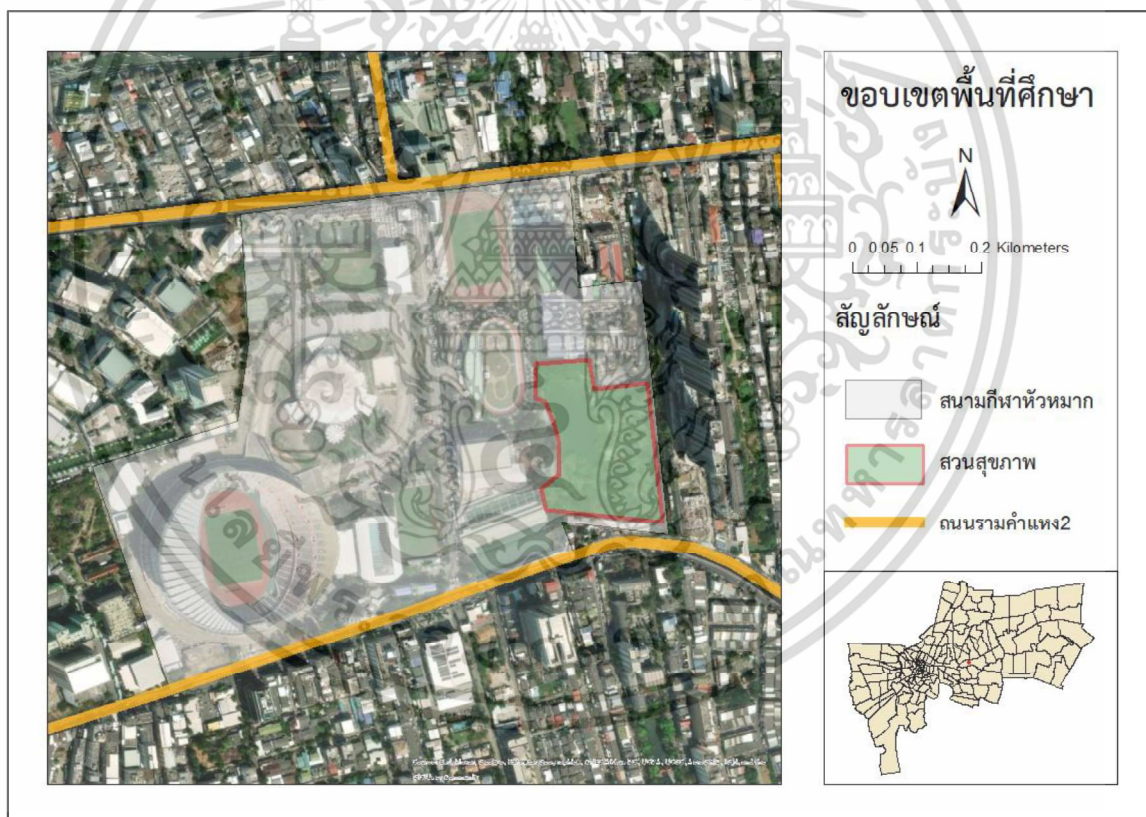 ขอบเขตพื้นที่ศึกษา
N
0 0.05 0.1 0.2 Kilometers
สัญลักษณ์
สนามกีฬาหัวหมาก
สวนสุขภาพ
ถนนรามคำแหง2